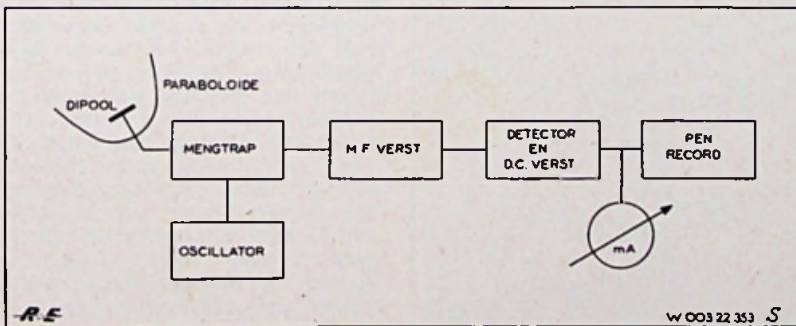 PARABOLOIDE
DIPOOL
MENGTRAP
M F VERST
DETECTOR
EN
D.C. VERST
PEN
RECORD
OSCILLATOR
mA
R.E
W 003 22 353 S